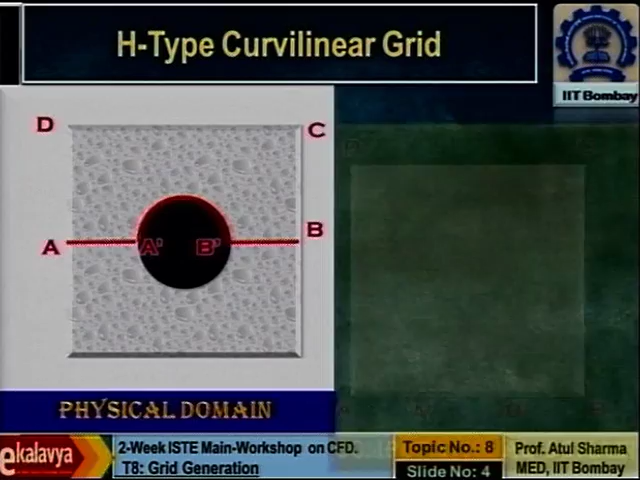 H-Type Curvilinear Grid
IIT Bombay
D
C
B
A
A'
B'
PHYSICAL DOMAIN
ekalavya
2-Week ISTE Main-Workshop on CFD.
T8: Grid Generation
Topic No.: 8
Slide No: 4
Prof. Atul Sharma
MED, IIT Bombay